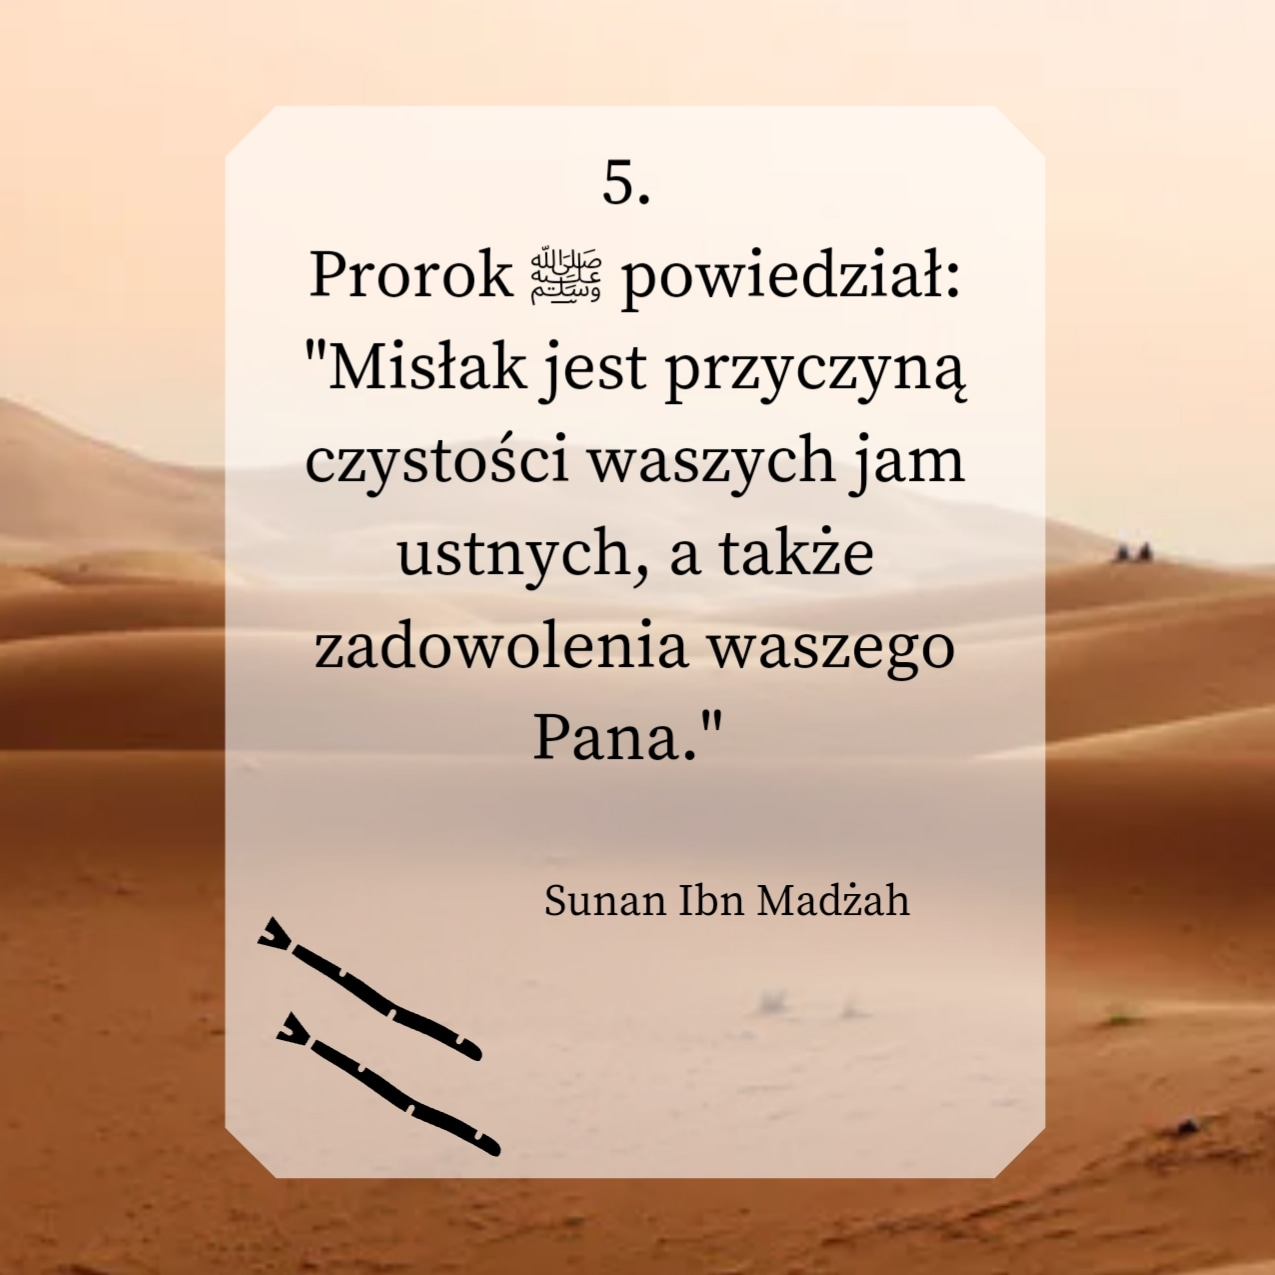 5.
Prorok ﷺ powiedział:
"Misłak jest przyczyną
czystości waszych jam
ustnych, a także
zadowolenia waszego
Pana."
Sunan Ibn Madżah